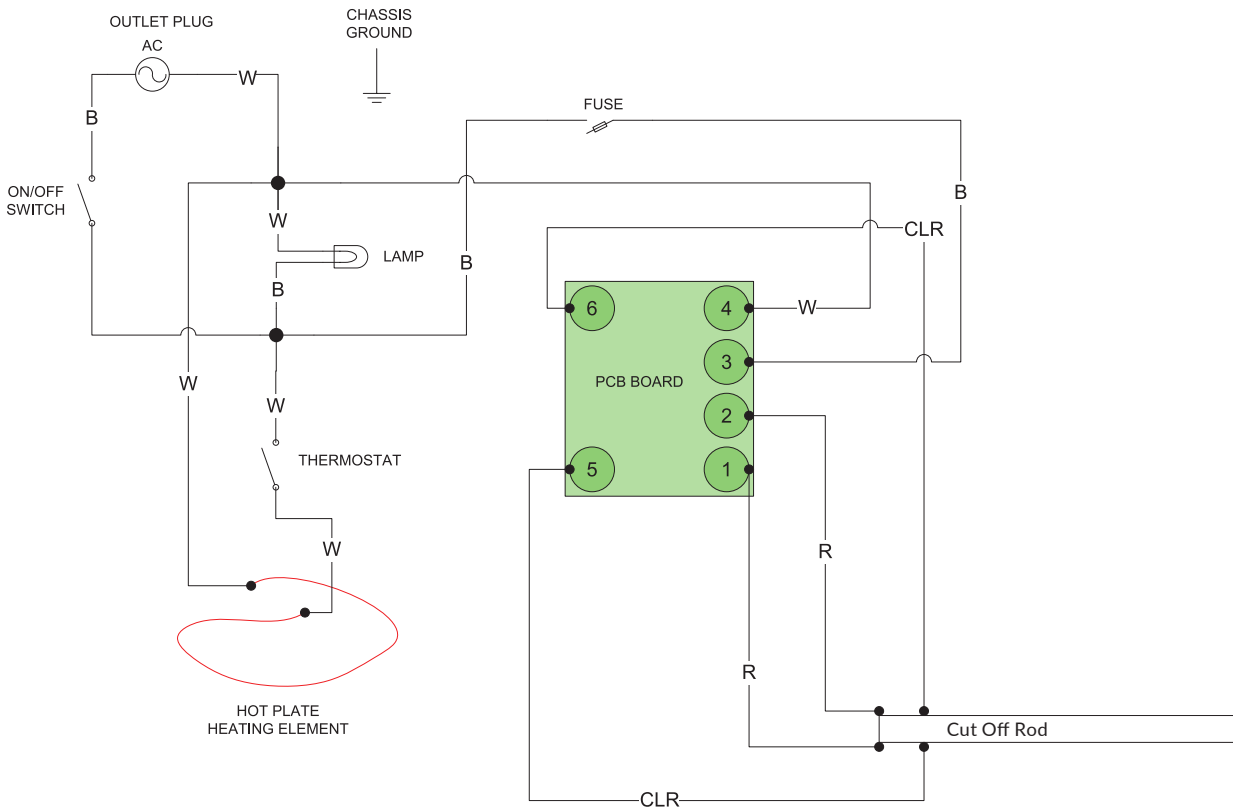 OUTLET PLUG
AC
CHASSIS
GROUND
W
B
FUSE
ON/OFF
SWITCH
B
W
CLR
LAMP
B
B
6
4
W
3
PCB BOARD
W
2
W
THERMOSTAT
5
1
W
R
R
HOT PLATE
HEATING ELEMENT
Cut Off Rod
CLR